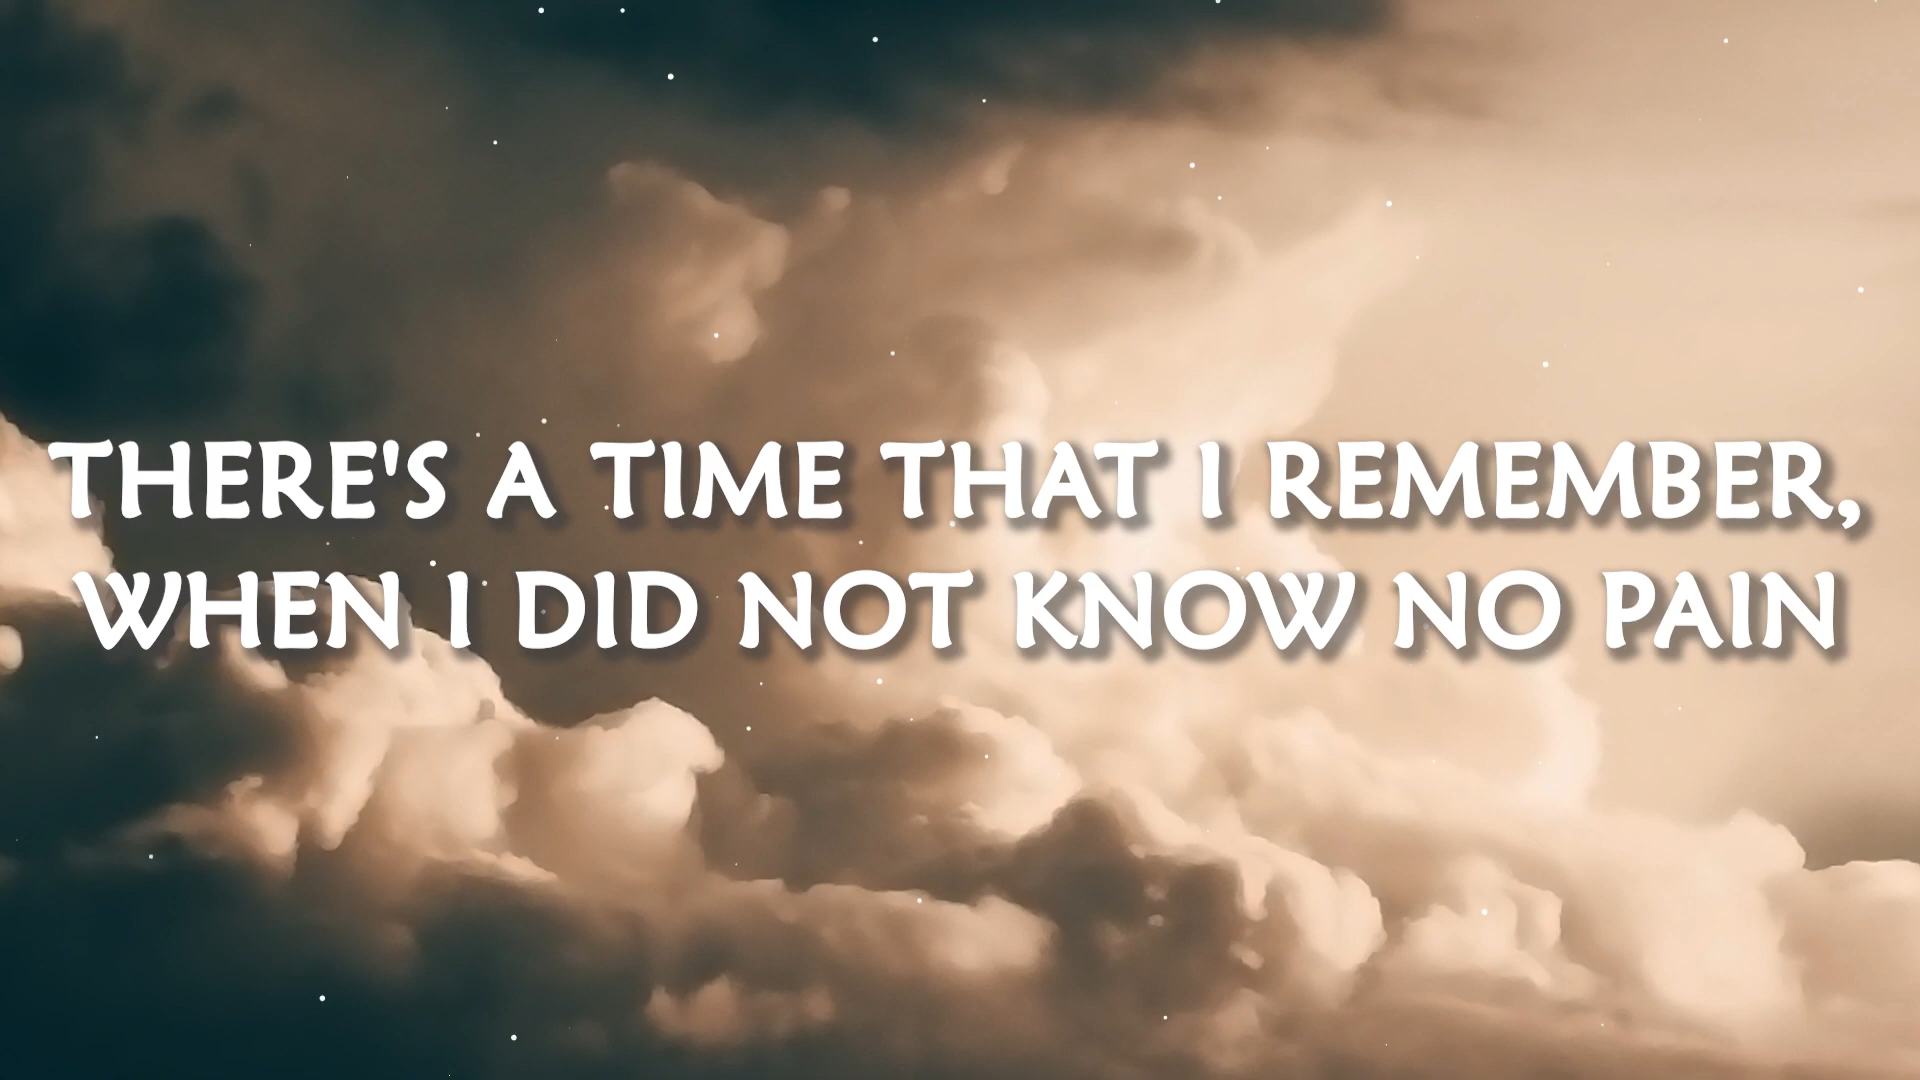 THERE'S A TIME THAT I REMEMBER,
WHEN I DID NOT KNOW NO PAIN